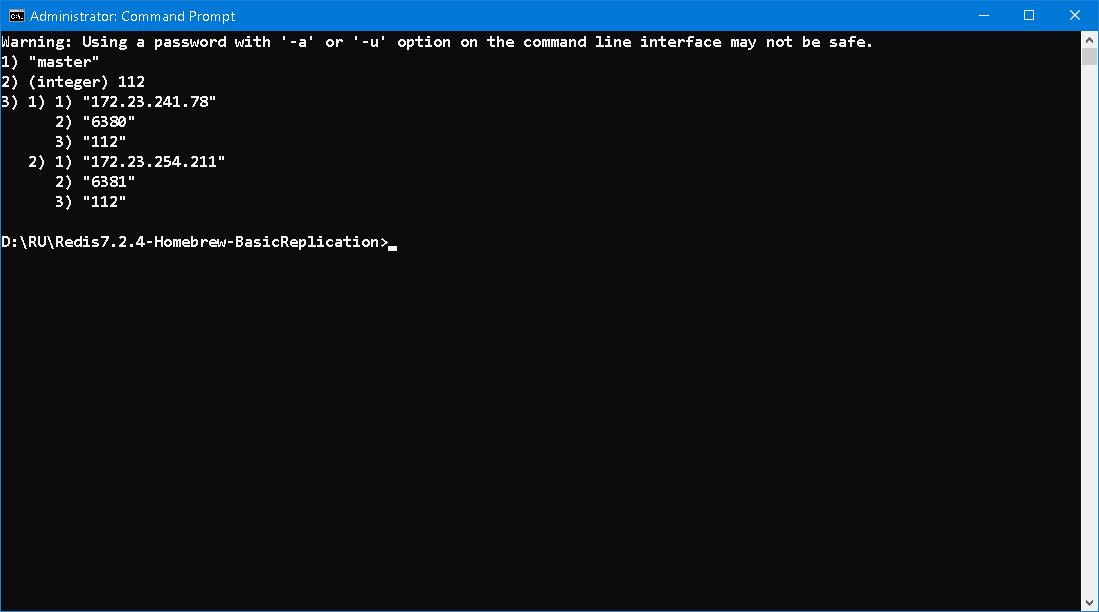 Administrator: Command Prompt
Warning: Using a password with '-a' or '-u' option on the command line interface may not be safe.
1) "master"
2) (integer) 112
3) 1) 1) "172.23.241.78"
      2) "6380"
      3) "112"
   2) 1) "172.23.254.211"
      2) "6381"
      3) "112"
D:\RU\Redis7.2.4-Homebrew-BasicReplication>